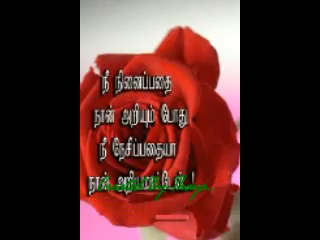 நீ நினைப்பதை
நான் அறியும் போது
நீ நேசிப்பதையா
நான் அறியமாட்டேன் !